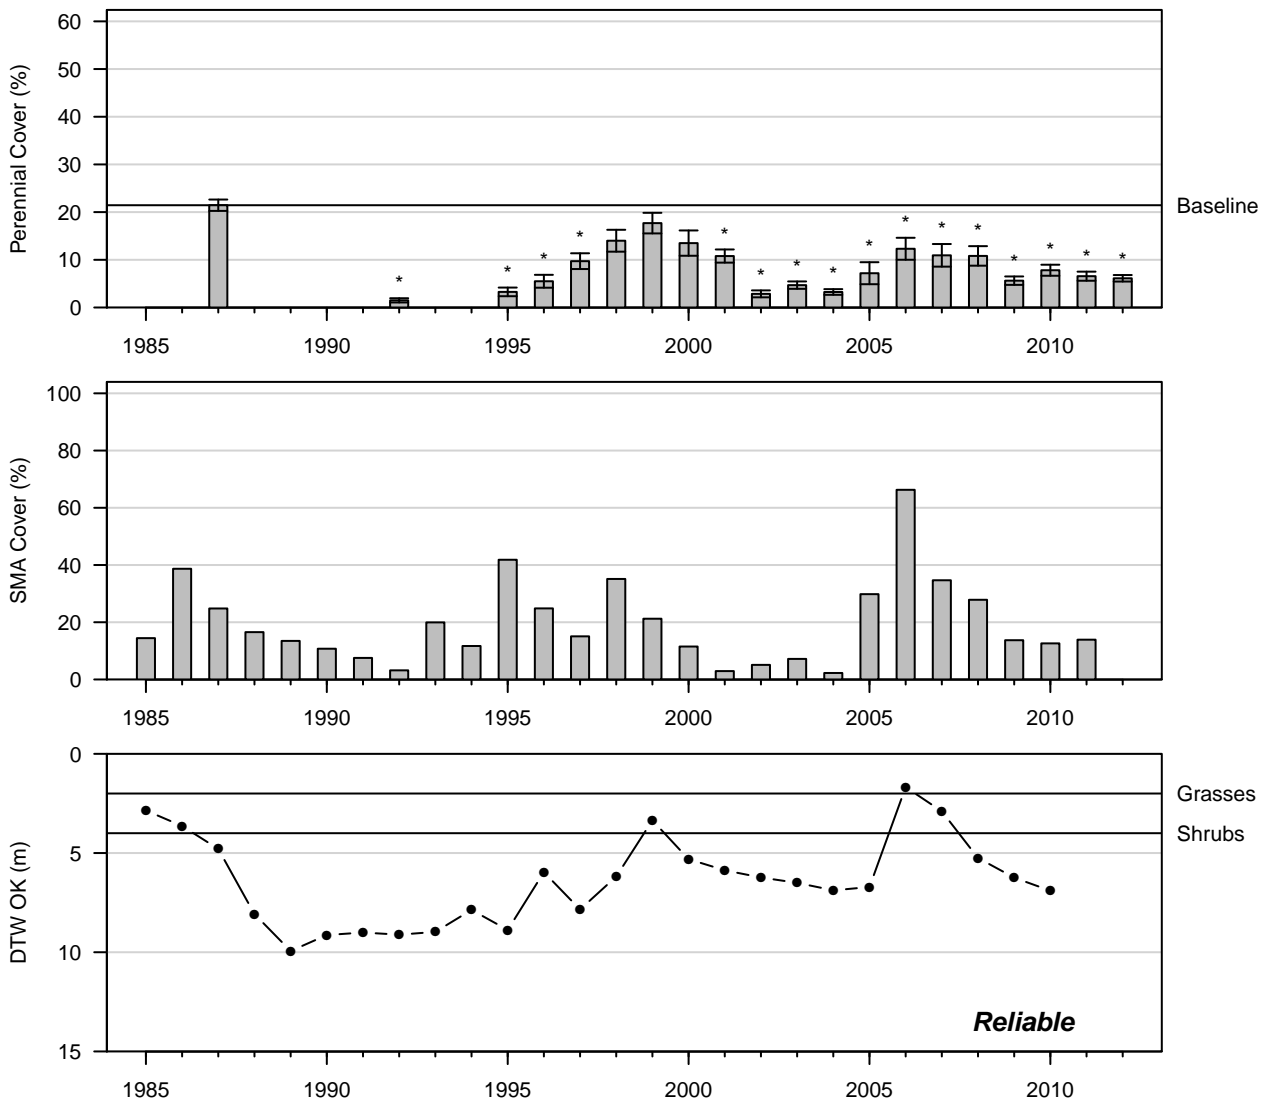 Perennial Cover (%)
60
50
40
30
20
10
0
Baseline
* * * * * * * * * * * * * * * *
1985 1990 1995 2000 2005 2010
SMA Cover (%)
100
80
60
40
20
0
1985 1990 1995 2000 2005 2010
DTW OK (m)
0
5
10
15
Grasses
Shrubs
Reliable
1985 1990 1995 2000 2005 2010